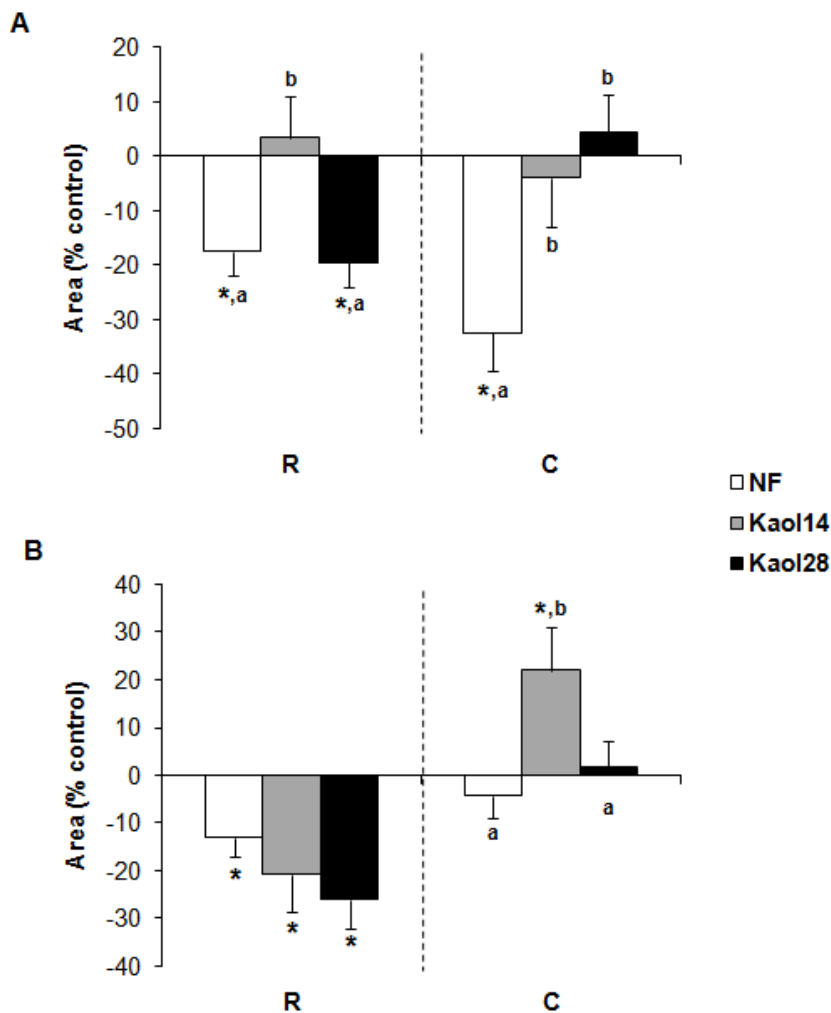 A
20
b
b
10
0
-10
b
-20
*,a
*,a
-30
-40
*,a
-50
Area (% control)
R
C
NF
Kaol14
Kaol28
B
40
*,b
30
20
10
0
-10
a
a
-20
*
-30
*
*
-40
Area (% control)
R
C